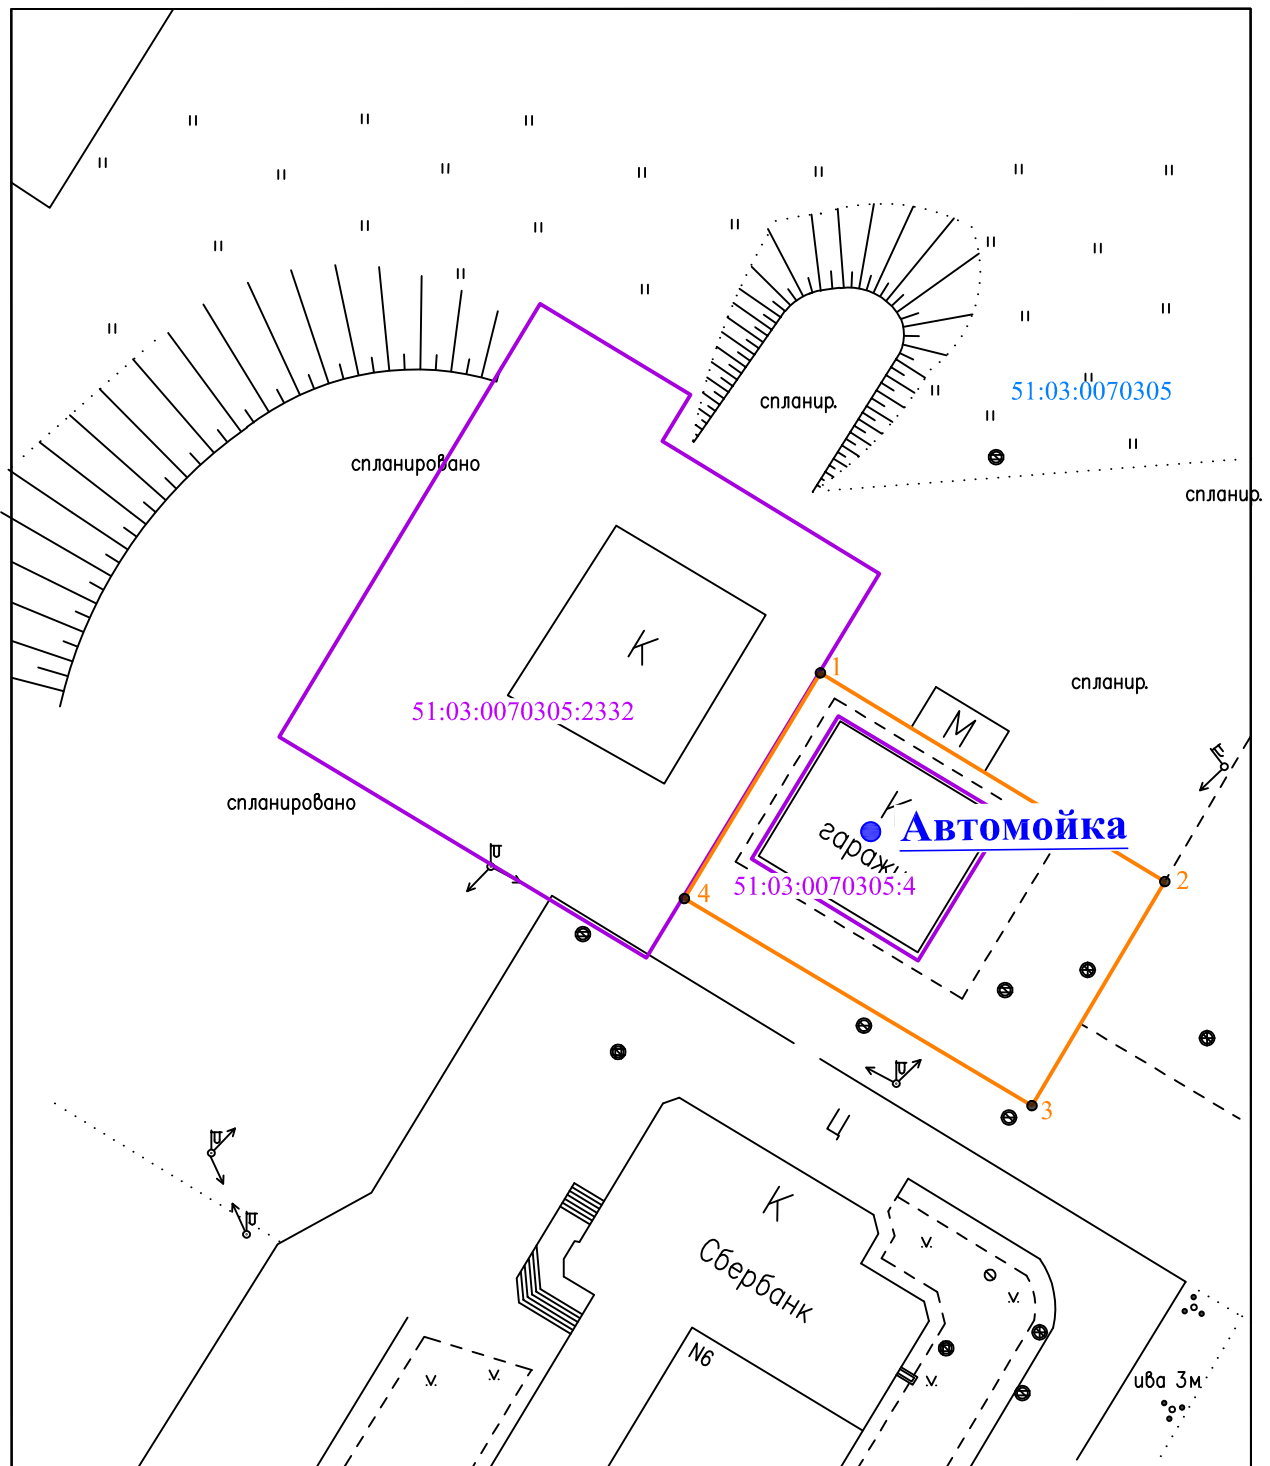 51:03:0070305
спланир.
спланировано
спланир.
К
1
спланир.
51:03:0070305:2332
М
спланировано
К
Автомойка
гаражи
51:03:0070305:4
2
4
3
Ц
К
Сбербанк
N6
ива 3м